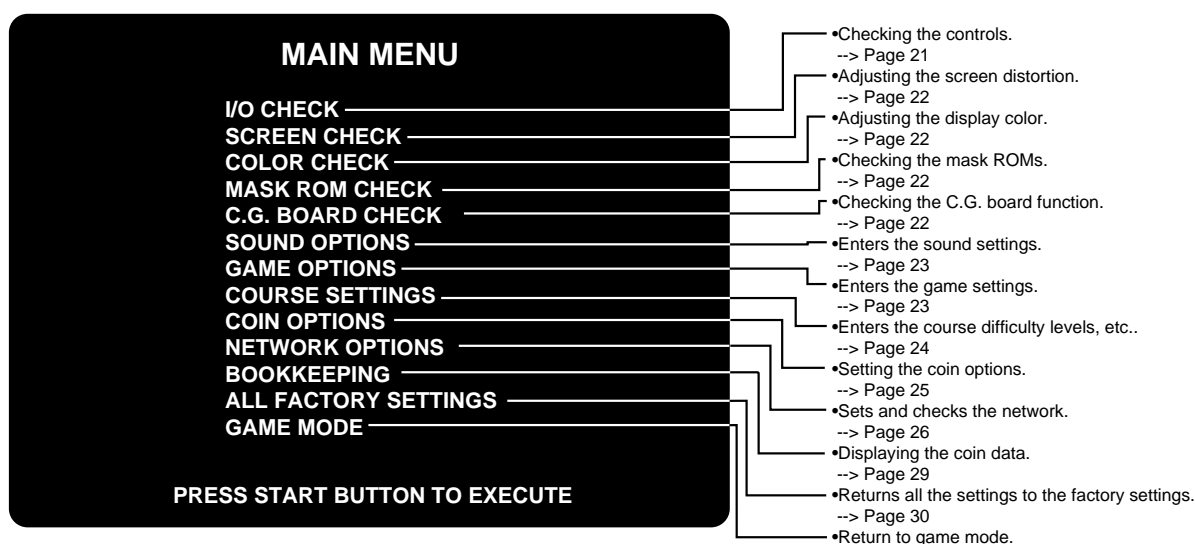 MAIN MENU
I/O CHECK
SCREEN CHECK
COLOR CHECK
MASK ROM CHECK
C.G. BOARD CHECK
SOUND OPTIONS
GAME OPTIONS
COURSE SETTINGS
COIN OPTIONS
NETWORK OPTIONS
BOOKKEEPING
ALL FACTORY SETTINGS
GAME MODE
PRESS START BUTTON TO EXECUTE
•Checking the controls.
--> Page 21
•Adjusting the screen distortion.
--> Page 22
•Adjusting the display color.
--> Page 22
•Checking the mask ROMs.
--> Page 22
•Checking the C.G. board function.
--> Page 22
•Enters the sound settings.
--> Page 23
•Enters the game settings.
--> Page 23
•Enters the course difficulty levels, etc..
--> Page 24
•Setting the coin options.
--> Page 25
•Sets and checks the network.
--> Page 26
•Displaying the coin data.
--> Page 29
•Returns all the settings to the factory settings.
--> Page 30
•Return to game mode.